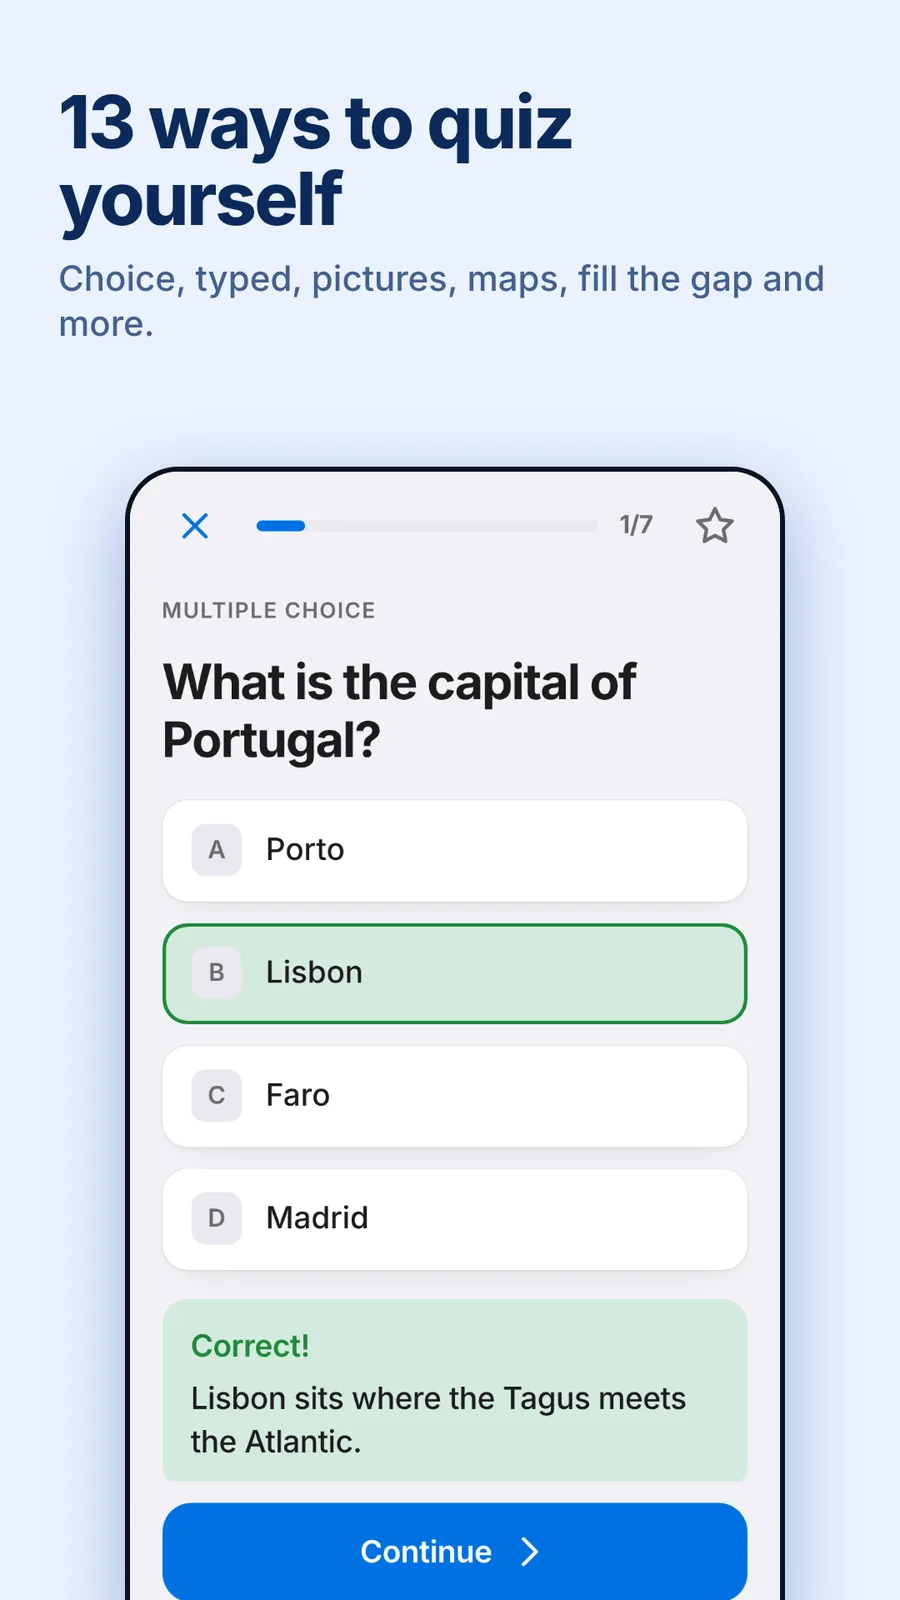 13 ways to quiz
yourself
Choice, typed, pictures, maps, fill the gap and
more.
1/7
MULTIPLE CHOICE
What is the capital of
Portugal?
A Porto
B Lisbon
C Faro
D Madrid
Correct!
Lisbon sits where the Tagus meets
the Atlantic.
Continue